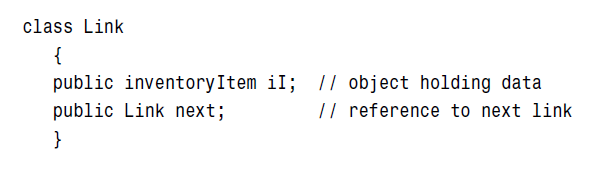 class Link
{
public inventoryItem iI; // object holding data
public Link next; // reference to next link
}